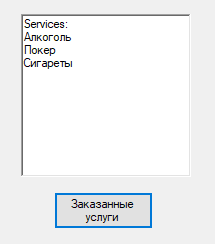 Services:
Алкоголь
Покер
Сигареты
Заказанные
услуги